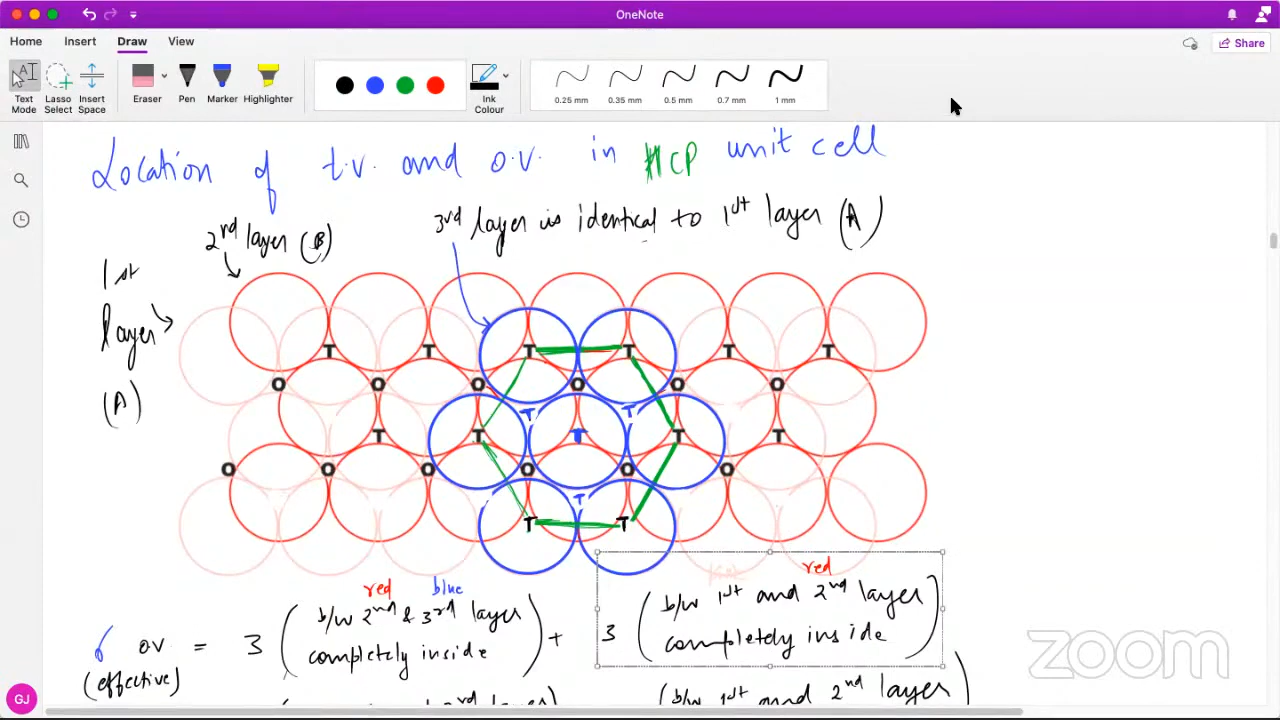 OneNote
Home Insert Draw View
Share
Text Mode
Lasso Select
Insert Space
Eraser
Pen
Marker
Highlighter
Ink Colour
0.25 mm
0.35 mm
0.5 mm
0.7 mm
1 mm
Location of t.v. and o.v. in HCP unit cell
3rd layer is identical to 1st layer (A)
2nd layer (B)
1st
layer
(A)
T T T T T T
O O O O O O
T T
T T T T T
O O O O O O
T
T T
red blue red
b/w 2nd & 3rd layer
completely inside
b/w 1st and 2nd layer
completely inside
6 o.v. = 3 ( ) + 3 ( )
(effective)
(b/w 1st and 2nd layer)
zoom
GJ